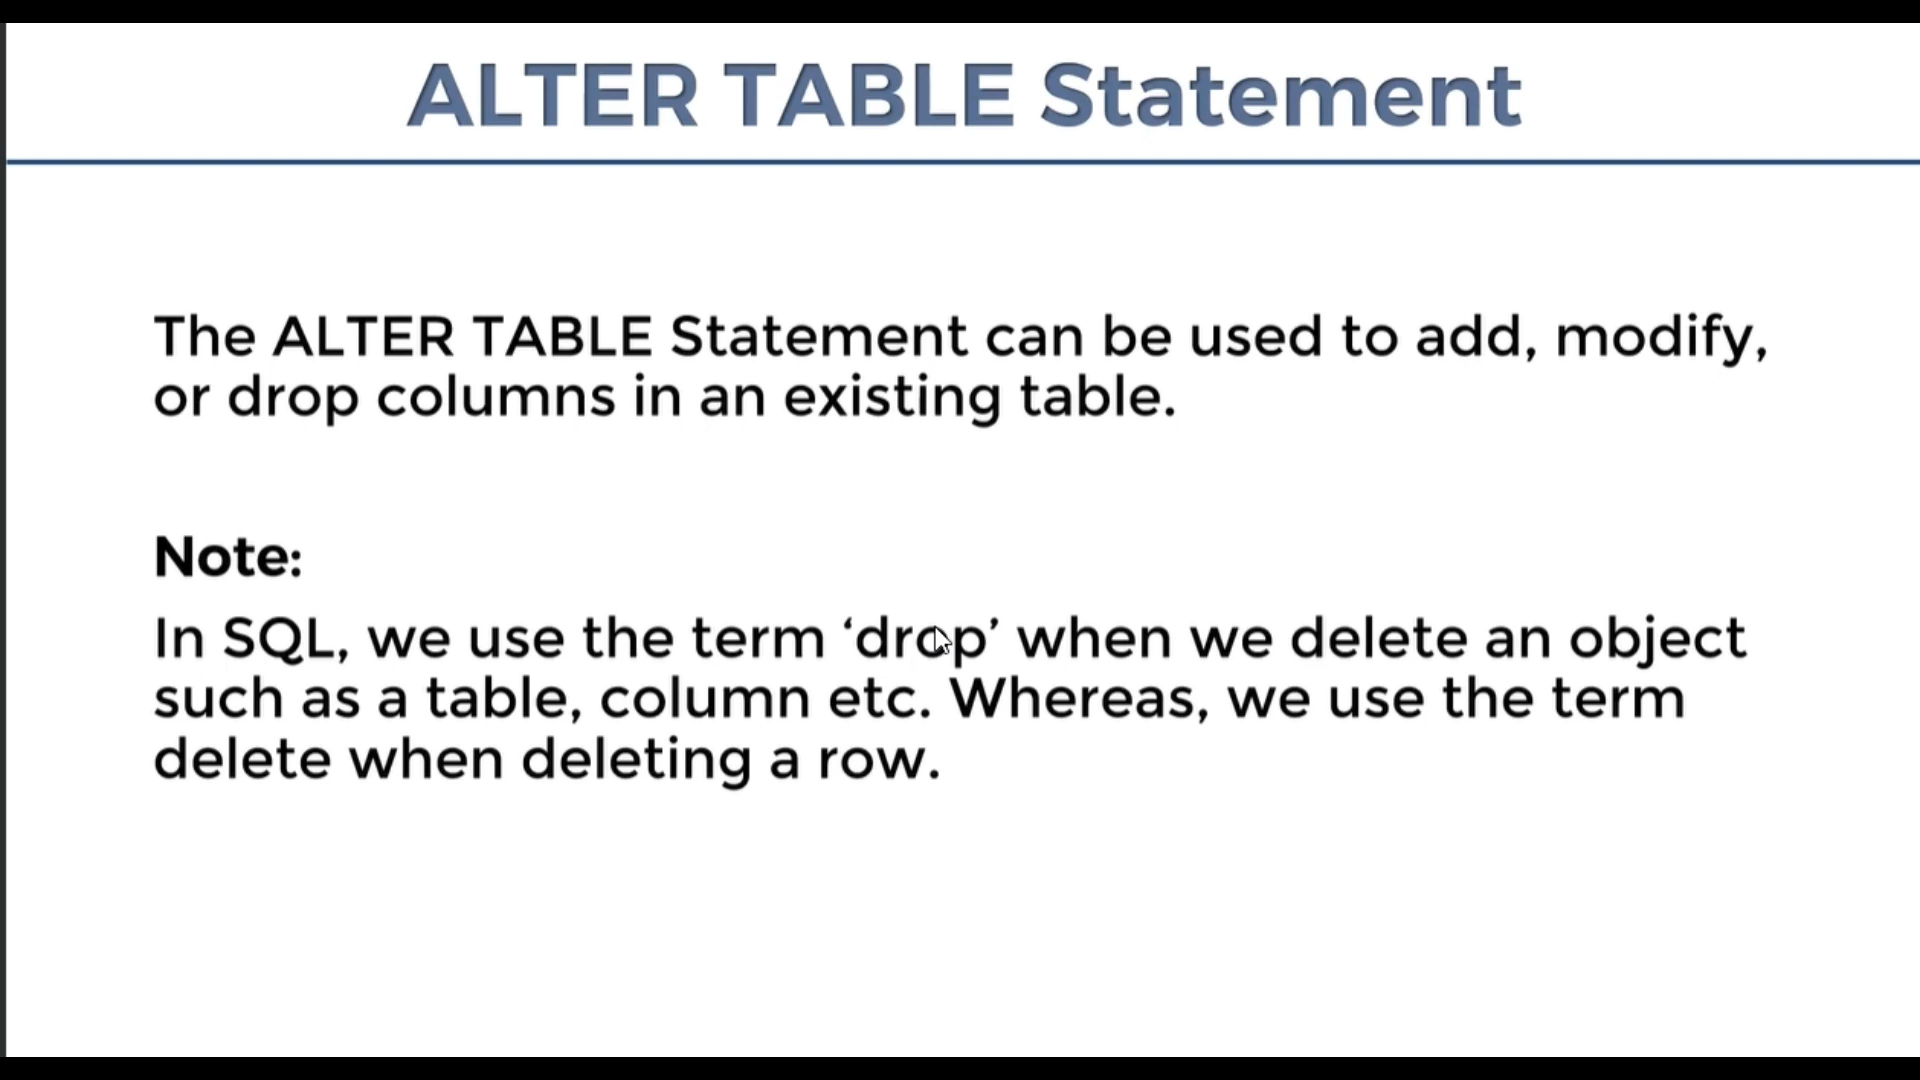 ALTER TABLE Statement
The ALTER TABLE Statement can be used to add, modify,
or drop columns in an existing table.
Note:
In SQL, we use the term ‘drop’ when we delete an object
such as a table, column etc. Whereas, we use the term
delete when deleting a row.